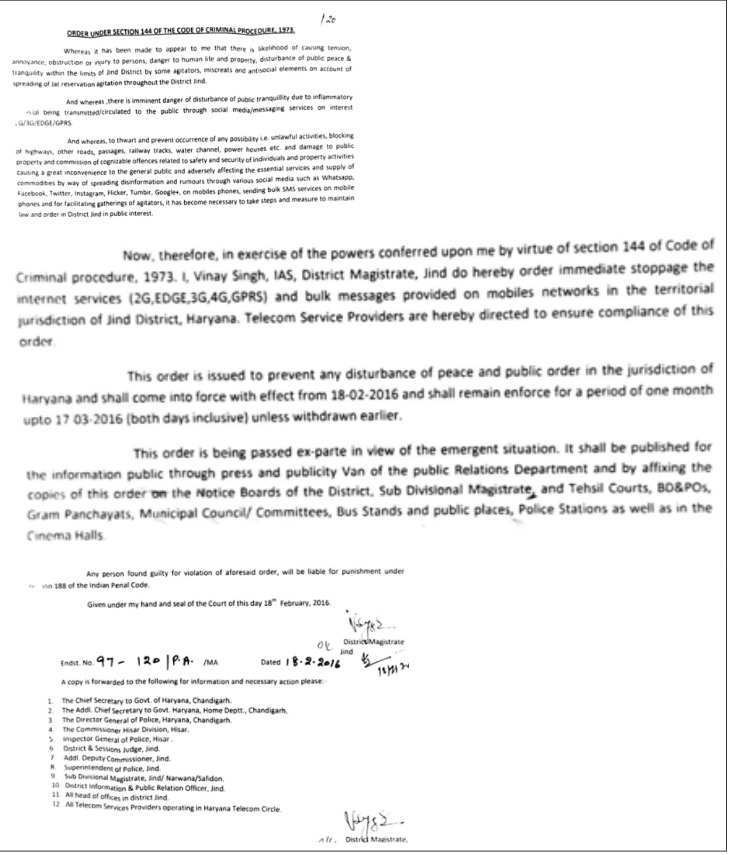 /20
ORDER UNDER SECTION 144 OF THE CODE OF CRIMINAL PROCEDURE, 1973.
Whereas it has been made to appear to me that there is likelihood of causing tension,
annoyance, obstruction or injury to persons, danger to human life and property, disturbance of public peace &
tranquility within the limits of Jind District by some agitators, miscreats and antisocial elements on account of
spreading of Jat reservation agitation throughout the District Jind.
And whereas ,there is imminent danger of disturbance of public tranquillity due to inflammatory
being transmitted/circulated to the public through social media/messaging services on interest
G/3G/EDGE/GPRS.
And whereas, to thwart and prevent occurrence of any possibility i.e. unlawful activities, blocking
of highways, other roads, passages, railway tracks, water channel, power houses etc. and damage to public
property and commission of cognizable offences related to safety and security of individuals and property activities
causing a great inconvenience to the general public and adversely affecting the essential services and supply of
commodities by way of spreading disinformation and rumours through various social media such as Whatsapp,
Facebook, Twitter, Instagram, Flicker, Tumblr, Google+, on mobiles phones, sending bulk SMS services on mobile
phones and for facilitating gatherings of agitators, it has become necessary to take steps and measure to maintain
law and order in District Jind in public interest.
Now, therefore, in exercise of the powers conferred upon me by virtue of section 144 of Code of
Criminal procedure, 1973. I, Vinay Singh, IAS, District Magistrate, Jind do hereby order immediate stoppage the
internet services (2G,EDGE,3G,4G,GPRS) and bulk messages provided on mobiles networks in the territorial
jurisdiction of Jind District, Haryana. Telecom Service Providers are hereby directed to ensure compliance of this
order.
This order is issued to prevent any disturbance of peace and public order in the jurisdiction of
Haryana and shall come into force with effect from 18-02-2016 and shall remain enforce for a period of one month
upto 17 03-2016 (both days inclusive) unless withdrawn earlier.
This order is being passed ex-parte in view of the emergent situation. It shall be published for
the information public through press and publicity Van of the public Relations Department and by affixing the
copies of this order on the Notice Boards of the District, Sub Divisional Magistrate, and Tehsil Courts, BD&POs,
Gram Panchayats, Municipal Council/ Committees, Bus Stands and public places, Police Stations as well as in the
Cinema Halls.
Any person found guilty for violation of aforesaid order, will be liable for punishment under
188 of the Indian Penal Code.
Given under my hand and seal of the Court of this day 18th February, 2016.
District Magistrate
Jind
Endst. No. 97 - 120 | P.A. /MA Dated 18.2.2016
A copy is forwarded to the following for information and necessary action please:-
1. The Chief Secretary to Govt. of Haryana, Chandigarh.
2. The Addl. Chief Secretary to Govt. Haryana, Home Deptt., Chandigarh.
3 The Director General of Police, Haryana, Chandigarh.
4 The Commissioner Hisar Division, Hisar.
5 Inspector General of Police, Hisar.
6 District & Sessions Judge, Jind.
7 Addl. Deputy Commissioner, Jind.
8 Superintendent of Police, Jind.
9 Sub Divisional Magistrate, Jind/ Narwana/Safidon.
10 District Information & Public Relation Officer, Jind.
11. All head of offices in district Jind.
12 All Telecom Services Providers operating in Haryana Telecom Circle.
District Magistrate,